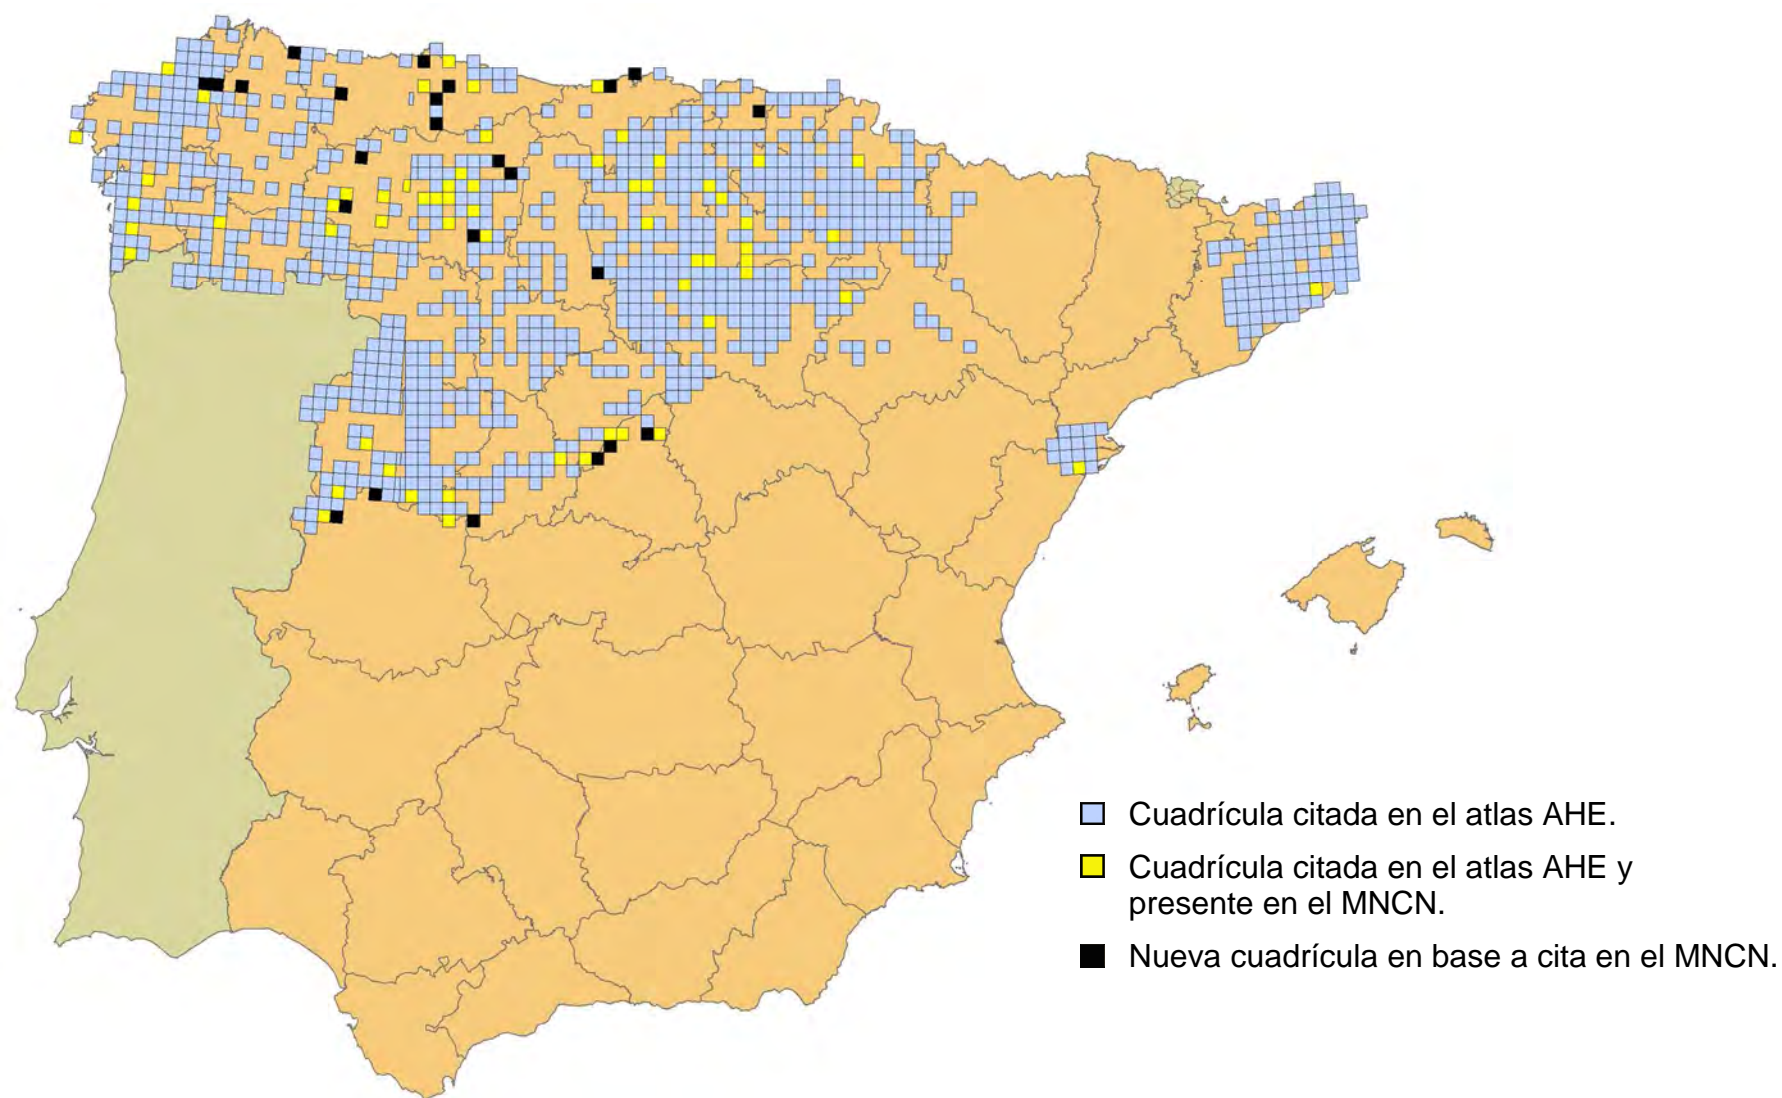 Cuadrícula citada en el atlas AHE.
Cuadrícula citada en el atlas AHE y
presente en el MNCN.
Nueva cuadrícula en base a cita en el MNCN.